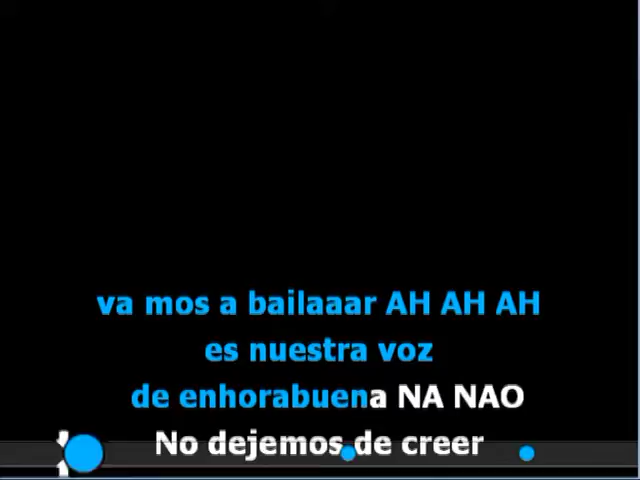 va mos a bailaaar AH AH AH
es nuestra voz
de enhorabuena NA NAO
No dejemos de creer